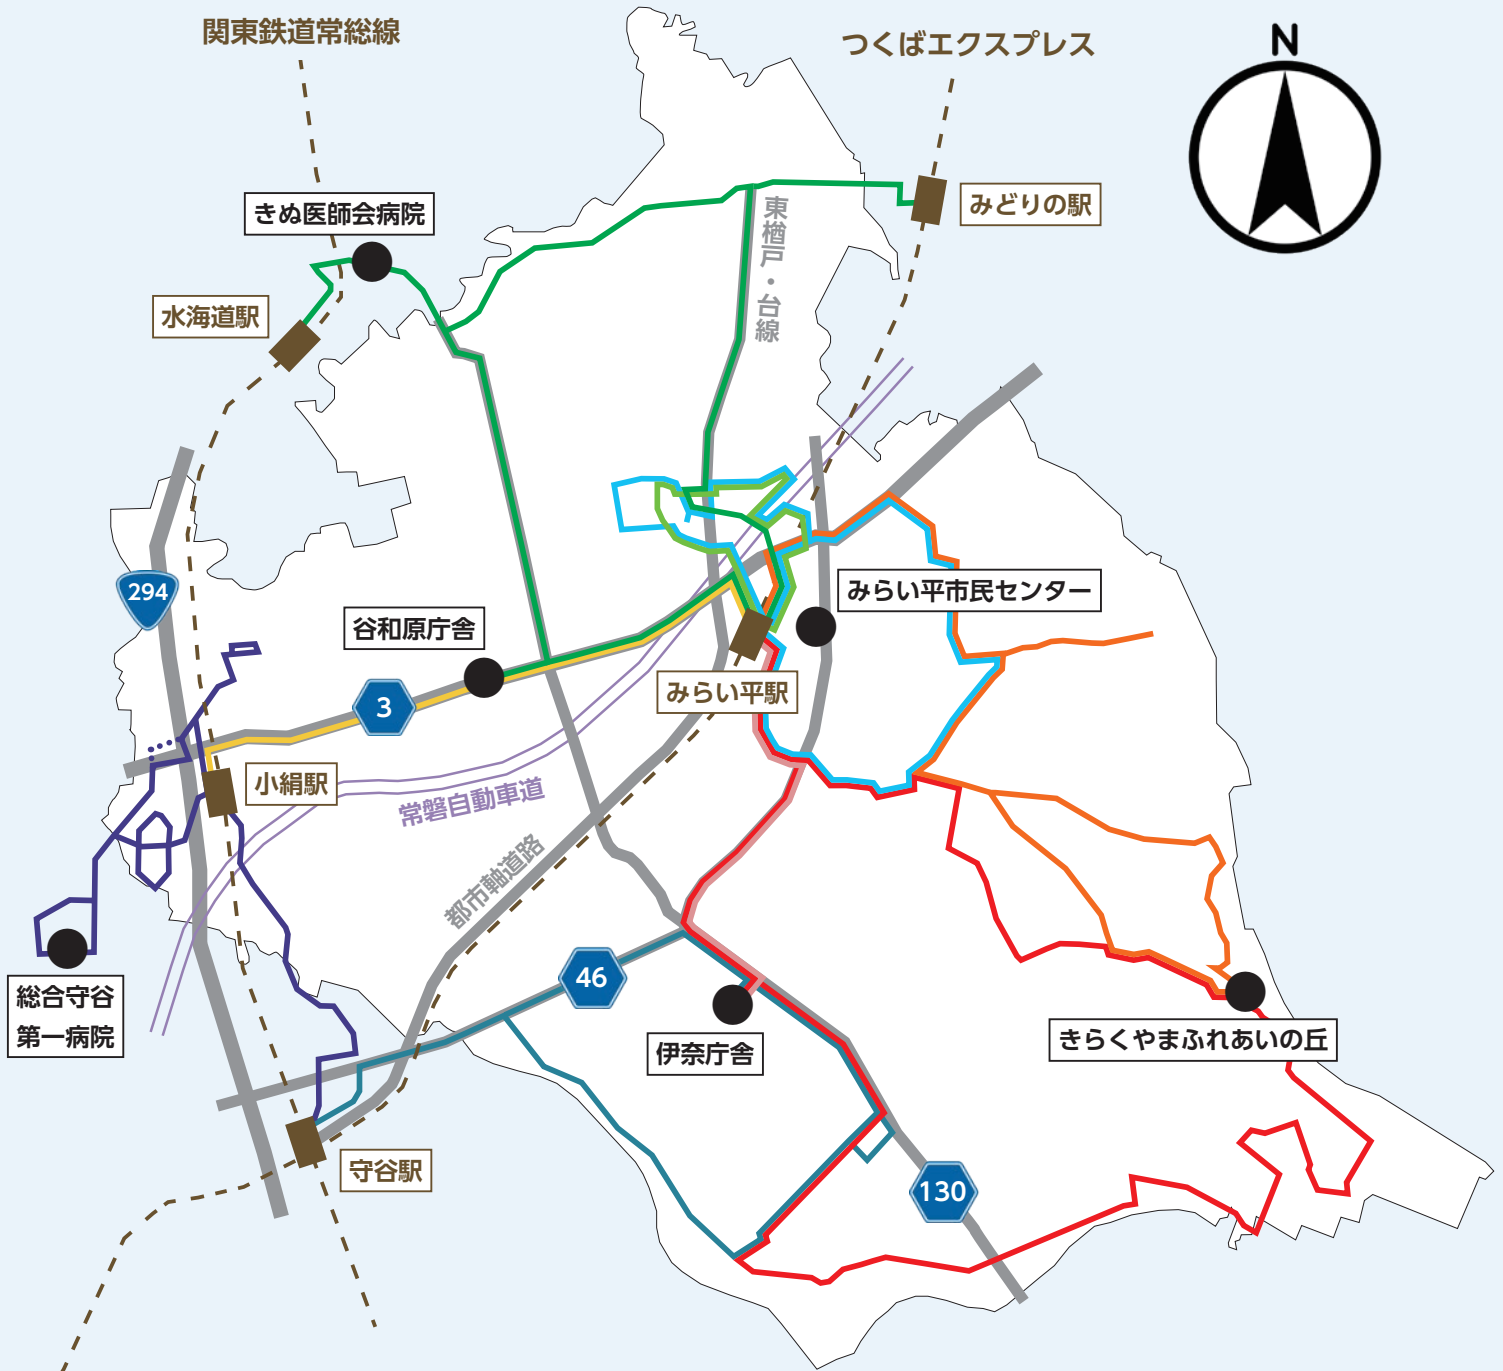 関東鉄道常総線
つくばエクスプレス
N
きぬ医師会病院
みどりの駅
東楢戸・台線
水海道駅
294
みらい平市民センター
谷和原庁舎
みらい平駅
3
小絹駅
常磐自動車道
都市軸道路
46
総合守谷
第一病院
伊奈庁舎
きらくやまふれあいの丘
守谷駅
130